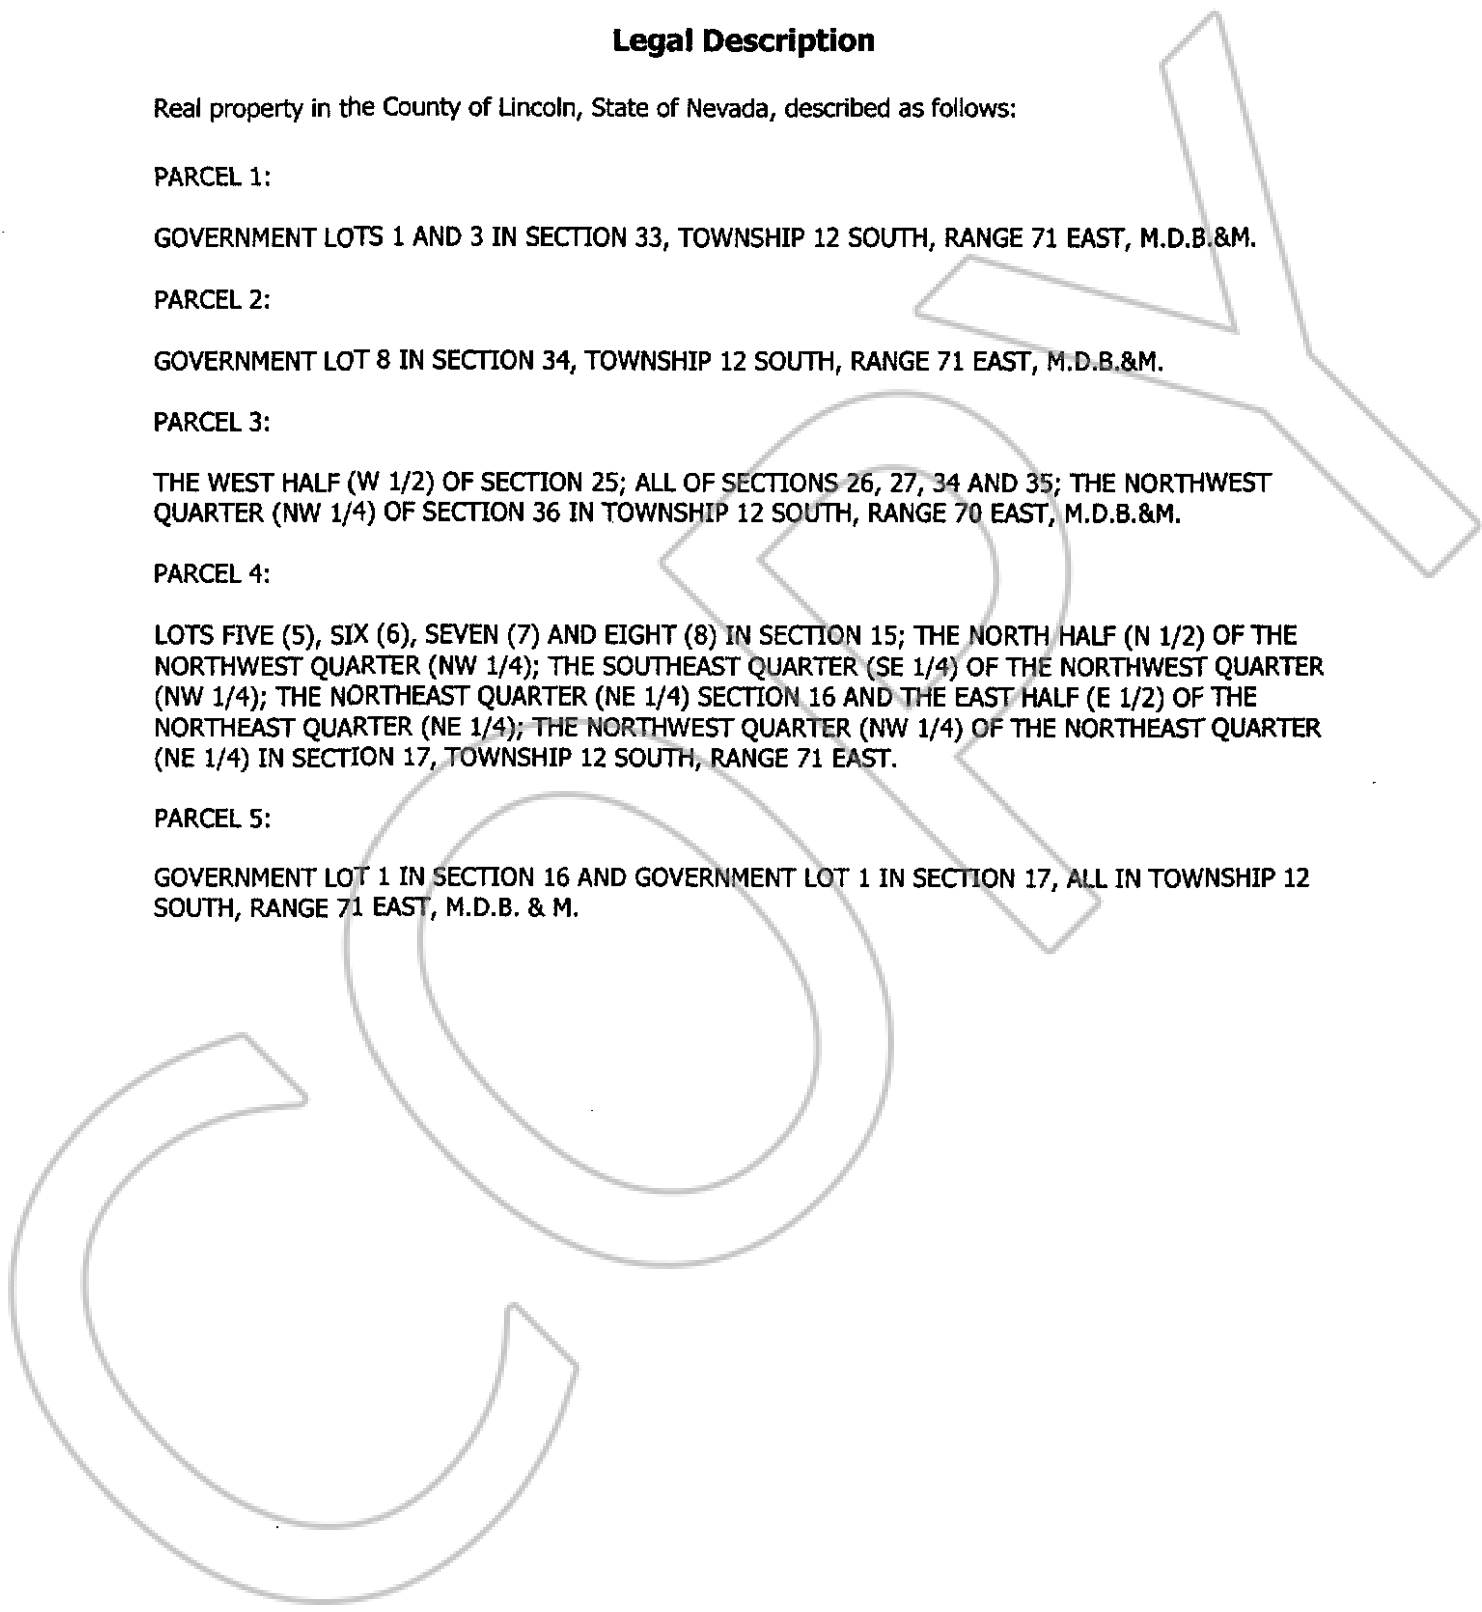 Legal Description
Real property in the County of Lincoln, State of Nevada, described as follows:
PARCEL 1:
GOVERNMENT LOTS 1 AND 3 IN SECTION 33, TOWNSHIP 12 SOUTH, RANGE 71 EAST, M.D.B.&M.
PARCEL 2:
GOVERNMENT LOT 8 IN SECTION 34, TOWNSHIP 12 SOUTH, RANGE 71 EAST, M.D.B.&M.
PARCEL 3:
THE WEST HALF (W 1/2) OF SECTION 25; ALL OF SECTIONS 26, 27, 34 AND 35; THE NORTHWEST
QUARTER (NW 1/4) OF SECTION 36 IN TOWNSHIP 12 SOUTH, RANGE 70 EAST, M.D.B.&M.
PARCEL 4:
LOTS FIVE (5), SIX (6), SEVEN (7) AND EIGHT (8) IN SECTION 15; THE NORTH HALF (N 1/2) OF THE
NORTHWEST QUARTER (NW 1/4); THE SOUTHEAST QUARTER (SE 1/4) OF THE NORTHWEST QUARTER
(NW 1/4); THE NORTHEAST QUARTER (NE 1/4) SECTION 16 AND THE EAST HALF (E 1/2) OF THE
NORTHEAST QUARTER (NE 1/4); THE NORTHWEST QUARTER (NW 1/4) OF THE NORTHEAST QUARTER
(NE 1/4) IN SECTION 17, TOWNSHIP 12 SOUTH, RANGE 71 EAST.
PARCEL 5:
GOVERNMENT LOT 1 IN SECTION 16 AND GOVERNMENT LOT 1 IN SECTION 17, ALL IN TOWNSHIP 12
SOUTH, RANGE 71 EAST, M.D.B. & M.
COPY